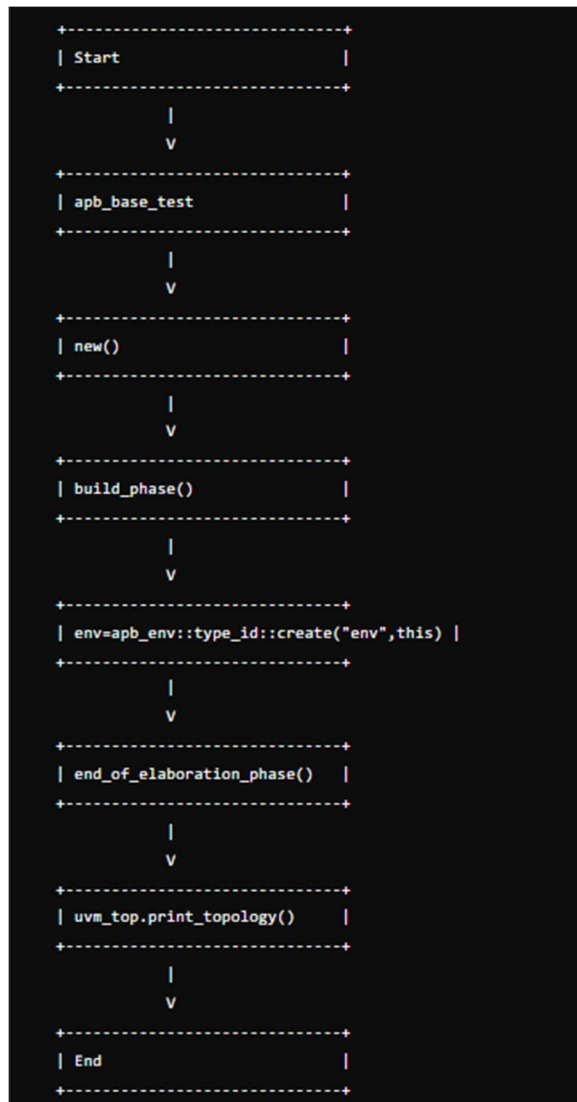 +------------------------------+
| Start                        |
+------------------------------+
            |
            v
+------------------------------+
| apb_base_test                |
+------------------------------+
            |
            v
+------------------------------+
| new()                        |
+------------------------------+
            |
            v
+------------------------------+
| build_phase()                |
+------------------------------+
            |
            v
+------------------------------+
| env=apb_env::type_id::create("env",this) |
+------------------------------+
            |
            v
+------------------------------+
| end_of_elaboration_phase()   |
+------------------------------+
            |
            v
+------------------------------+
| uvm_top.print_topology()     |
+------------------------------+
            |
            v
+------------------------------+
| End                          |
+------------------------------+